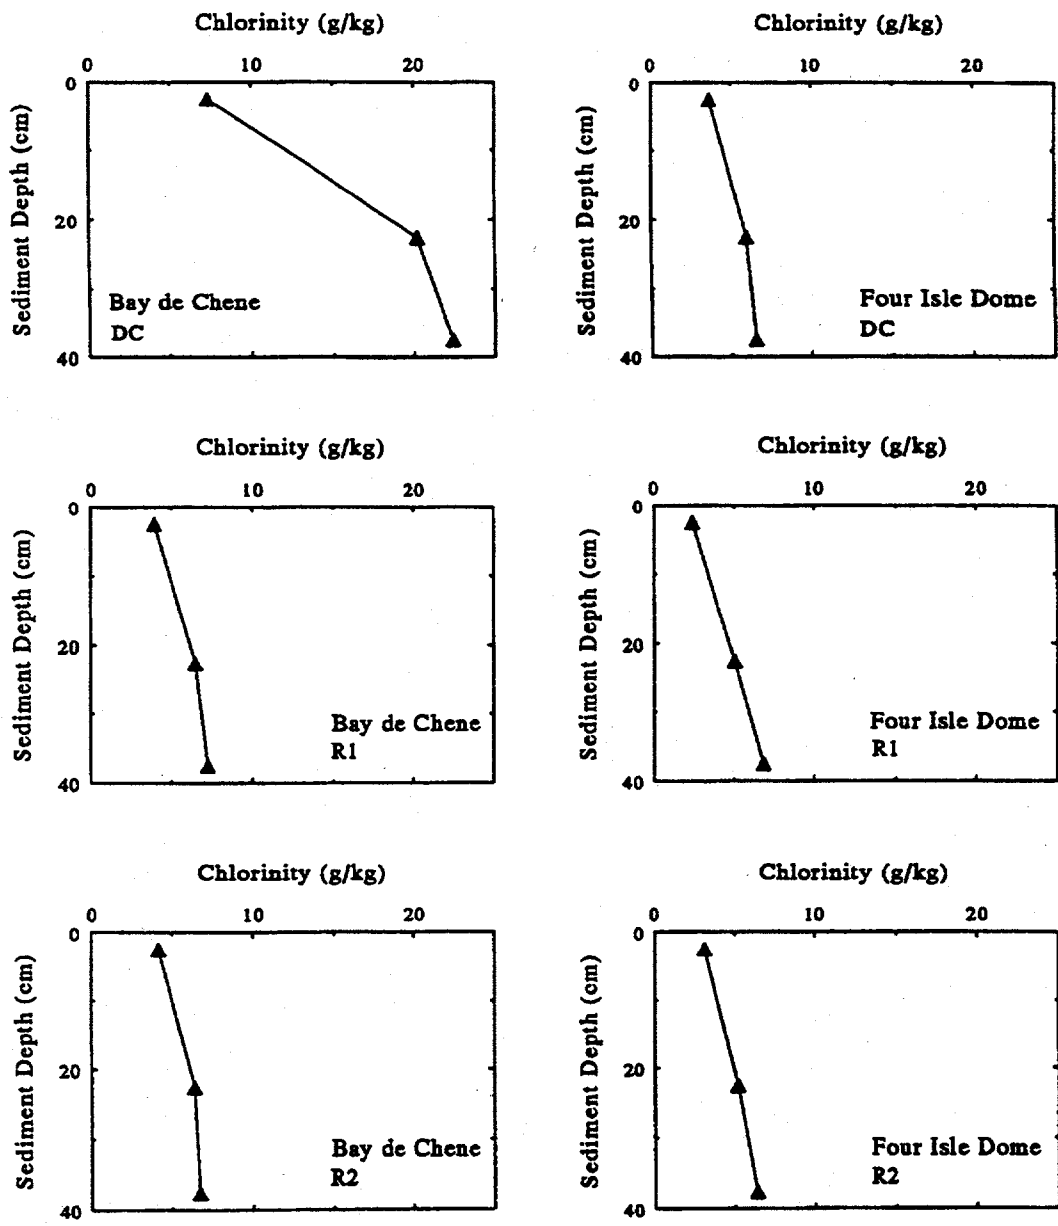 Chlorinity (g/kg)
0 10 20
0
20
40
Sediment Depth (cm)
Bay de Chene
DC
Chlorinity (g/kg)
0 10 20
0
20
40
Sediment Depth (cm)
Four Isle Dome
DC
Chlorinity (g/kg)
0 10 20
0
20
40
Sediment Depth (cm)
Bay de Chene
R1
Chlorinity (g/kg)
0 10 20
0
20
40
Sediment Depth (cm)
Four Isle Dome
R1
Chlorinity (g/kg)
0 10 20
0
20
40
Sediment Depth (cm)
Bay de Chene
R2
Chlorinity (g/kg)
0 10 20
0
20
40
Sediment Depth (cm)
Four Isle Dome
R2